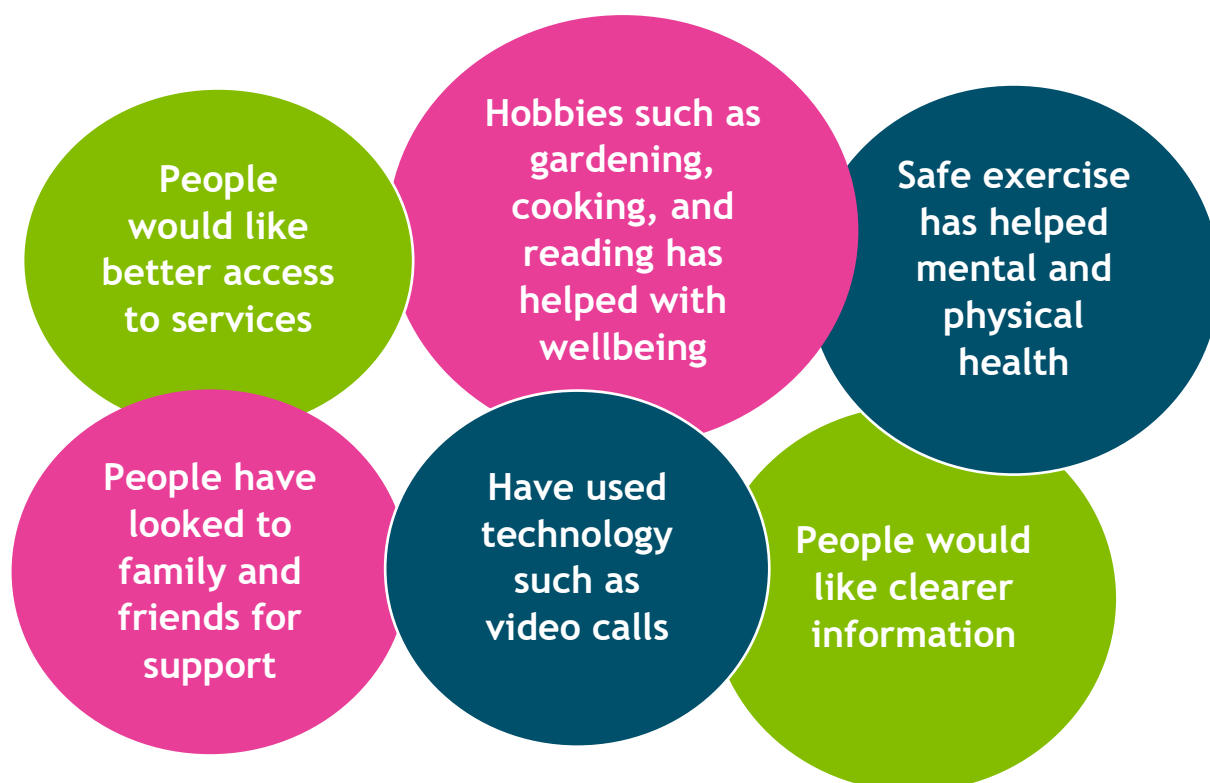 People
would like
better access
to services
Hobbies such as
gardening,
cooking, and
reading has
helped with
wellbeing
Safe exercise
has helped
mental and
physical
health
People have
looked to
family and
friends for
support
Have used
technology
such as
video calls
People would
like clearer
information